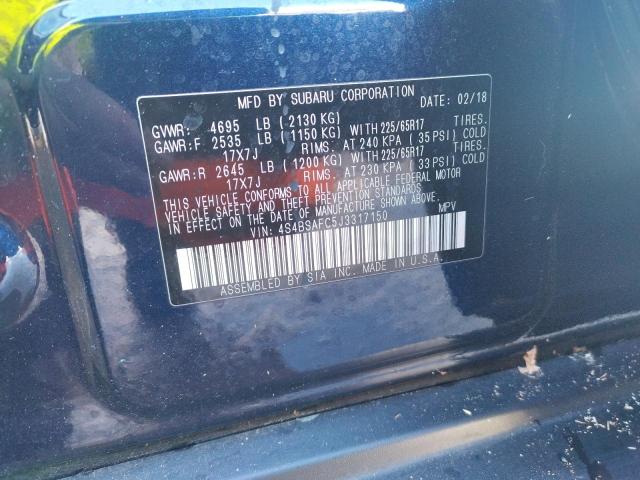 MFD BY SUBARU CORPORATION
DATE: 02/18
GVWR: 4695 LB (2130 KG)
GAWR:F 2535 LB (1150 KG) WITH 225/65R17 TIRES.
17X7J RIMS. AT 240 KPA (35 PSI) COLD
GAWR:R 2645 LB (1200 KG) WITH 225/65R17 TIRES.
17X7J RIMS. AT 230 KPA (33 PSI) COLD
THIS VEHICLE CONFORMS TO ALL APPLICABLE FEDERAL MOTOR
VEHICLE SAFETY AND THEFT PREVENTION STANDARDS
IN EFFECT ON THE DATE OF MANUFACTURE SHOWN ABOVE.
VIN: 4S4BSAFC5J3317150 MPV
ASSEMBLED BY SIA INC. MADE IN U.S.A.